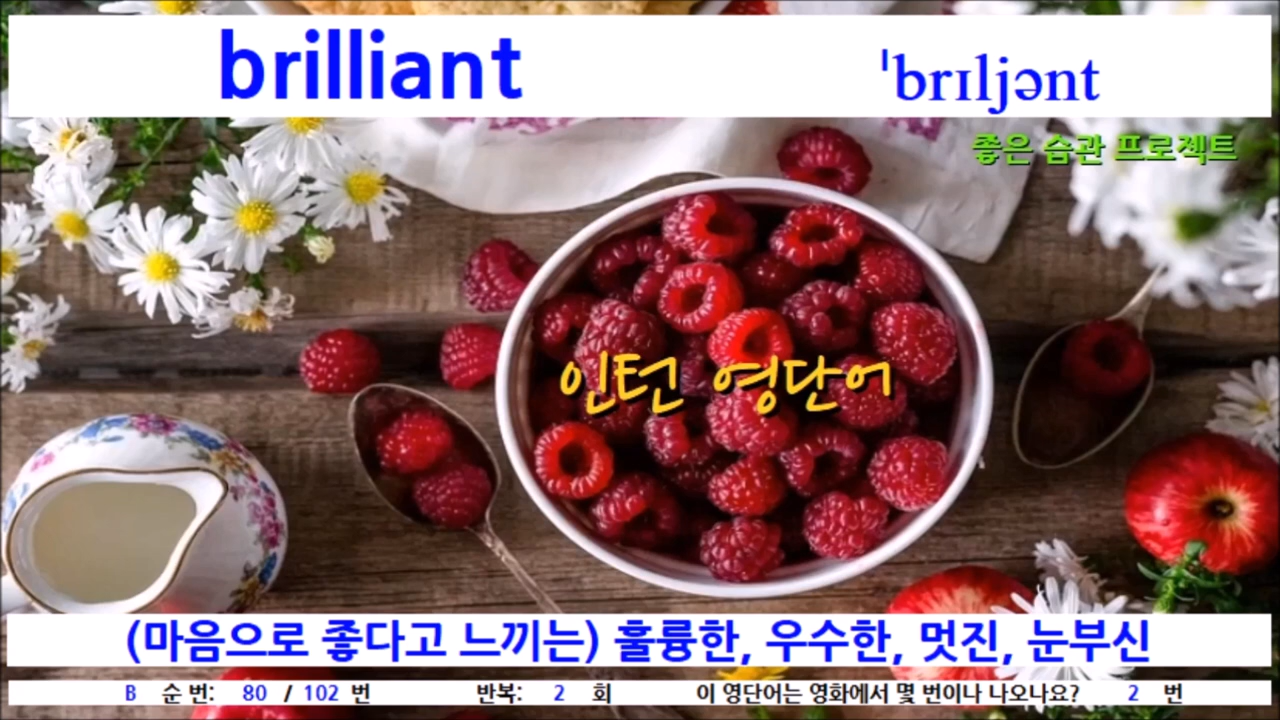 brilliant ˈbrɪljənt
좋은 습관 프로젝트
인턴 영단어
(마음으로 좋다고 느끼는) 훌륭한, 우수한, 멋진, 눈부신
B 순 번: 80 / 102 번 반복: 2 회 이 영단어는 영화에서 몇 번이나 나오나요? 2 번